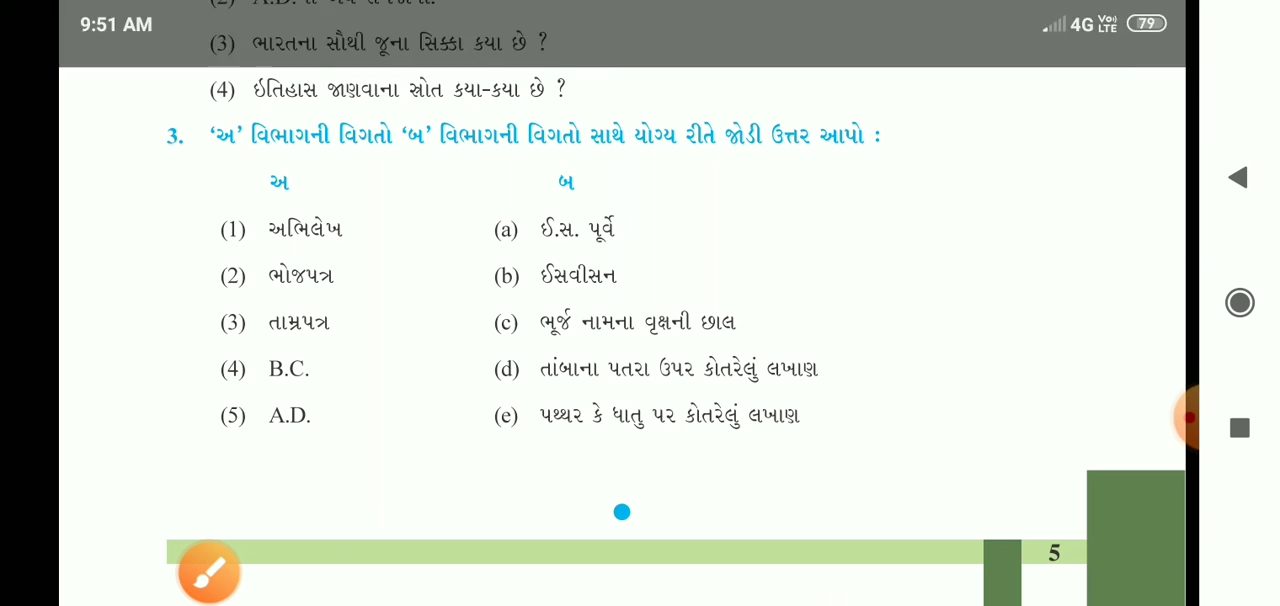 9:51 AM
4G Vo) LTE 79
(3) ભારતના સૌથી જૂના સિક્કા કયા છે ?
(4) ઇતિહાસ જાણવાના સ્રોત કયા-કયા છે ?
3. ‘અ’ વિભાગની વિગતો ‘બ’ વિભાગની વિગતો સાથે યોગ્ય રીતે જોડી ઉત્તર આપો :
અ બ
(1) અભિલેખ (a) ઈ.સ. પૂર્વે
(2) ભોજપત્ર (b) ઈસવીસન
(3) તામ્રપત્ર (c) ભૂર્જ નામના વૃક્ષની છાલ
(4) B.C. (d) તાંબાના પતરા ઉપર કોતરેલું લખાણ
(5) A.D. (e) પથ્થર કે ધાતુ પર કોતરેલું લખાણ
5